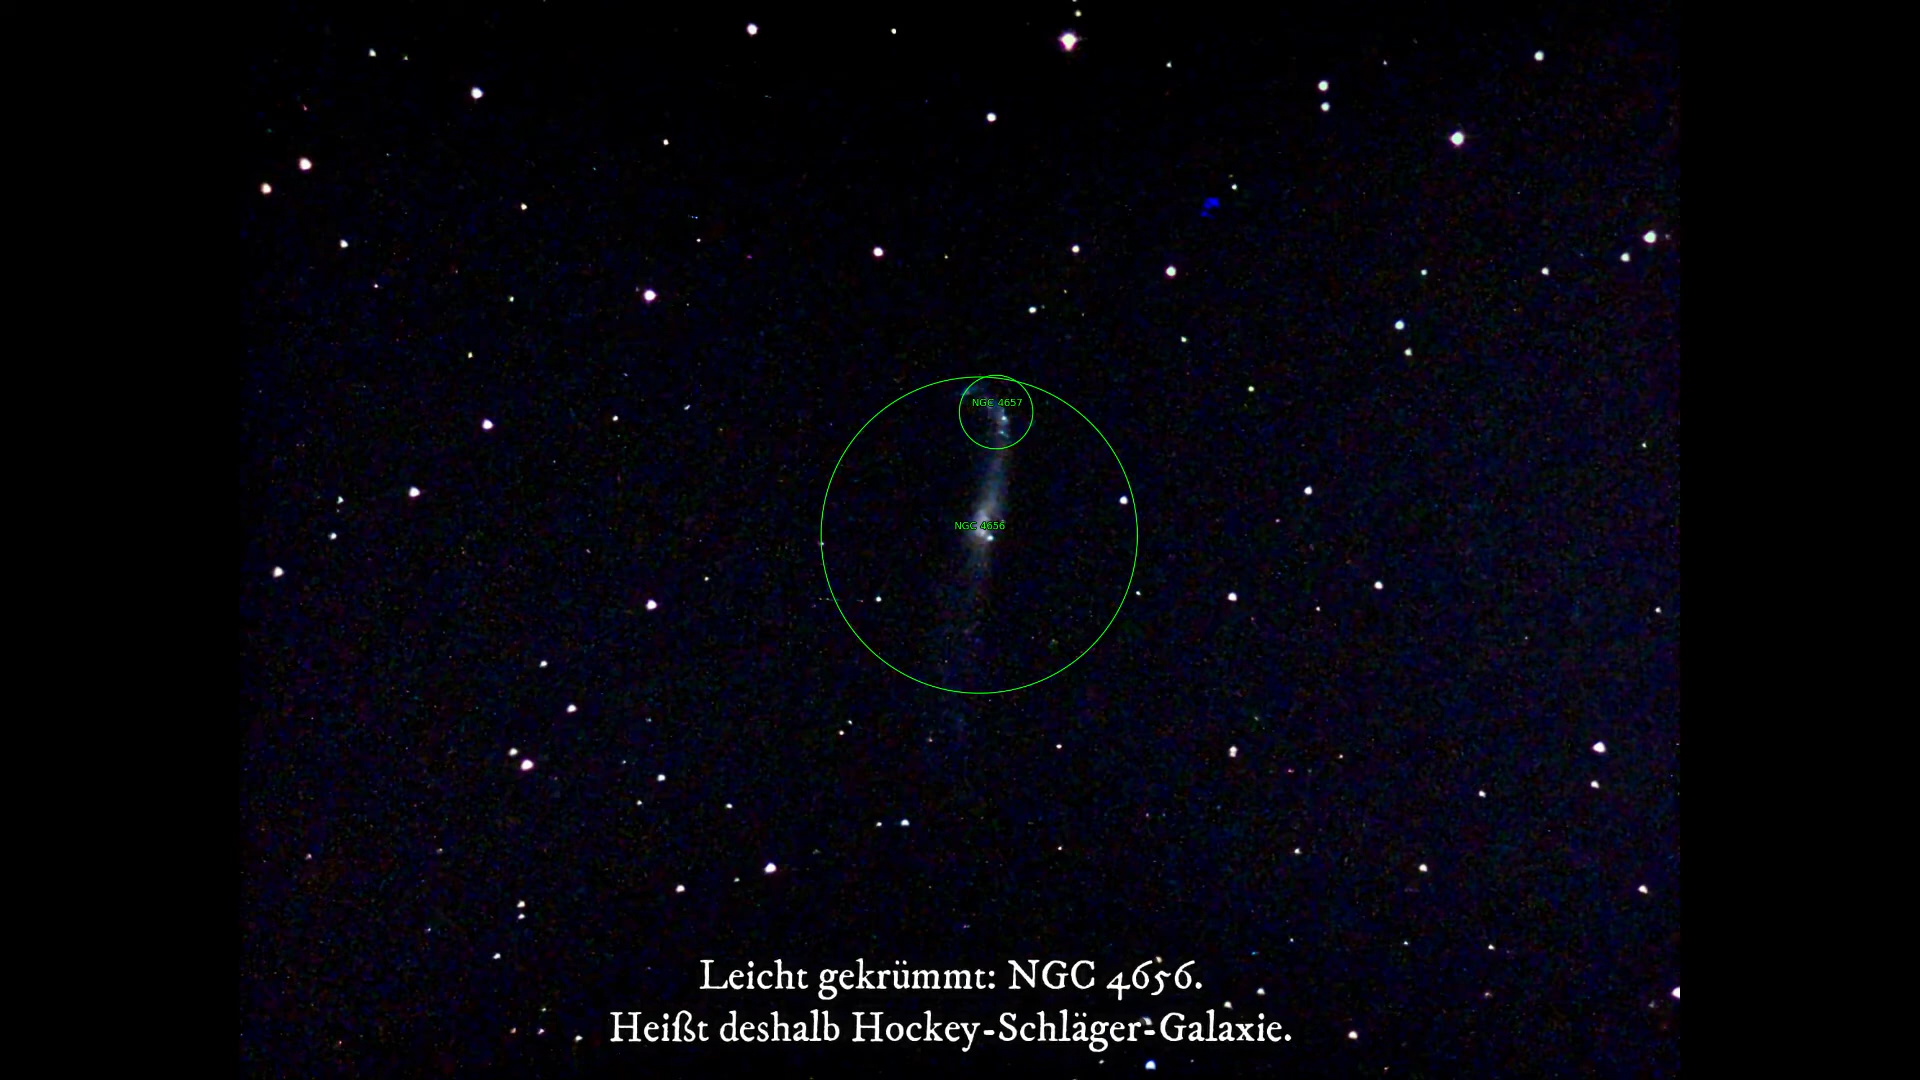 NGC 4657
NGC 4656
Leicht gekrümmt: NGC 4656.
Heißt deshalb Hockey-Schläger-Galaxie.